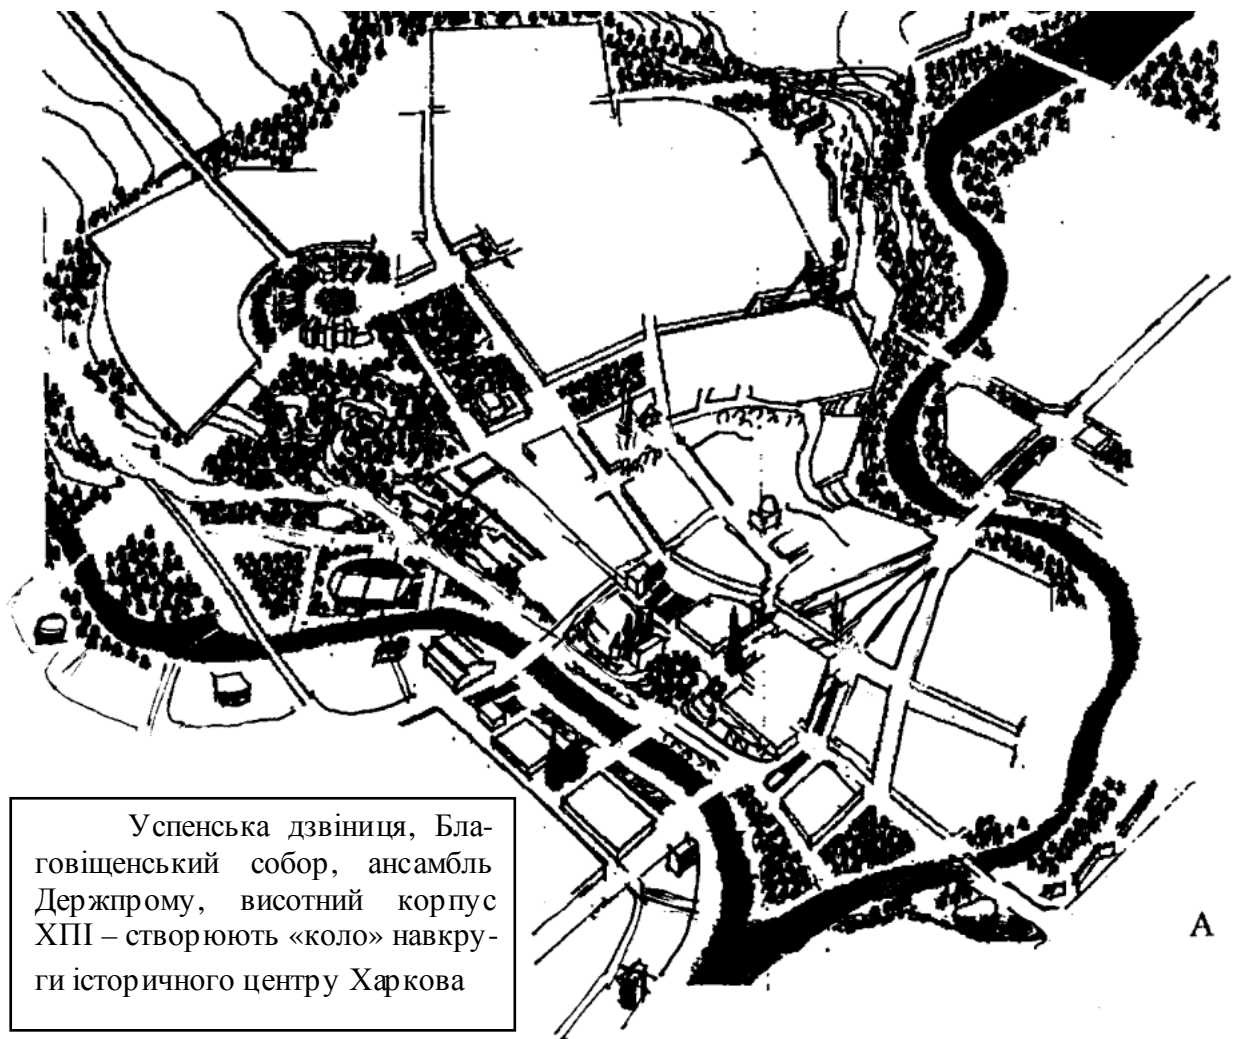 Успенська дзвіниця, Бла-
говіщенський собор, ансамбль
Держпрому, висотний корпус
ХПІ – створюють «коло» навкру-
ги історичного центру Харкова
А